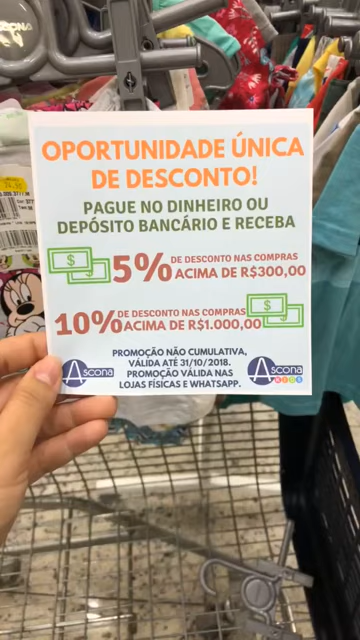 OPORTUNIDADE ÚNICA
DE DESCONTO!
PAGUE NO DINHEIRO OU
DEPÓSITO BANCÁRIO E RECEBA
5% DE DESCONTO NAS COMPRAS
ACIMA DE R$300,00
10% DE DESCONTO NAS COMPRAS
ACIMA DE R$1.000,00
PROMOÇÃO NÃO CUMULATIVA,
VÁLIDA ATÉ 31/10/2018.
PROMOÇÃO VÁLIDA NAS
LOJAS FÍSICAS E WHATSAPP.
Ascona
Ascona
KIDS